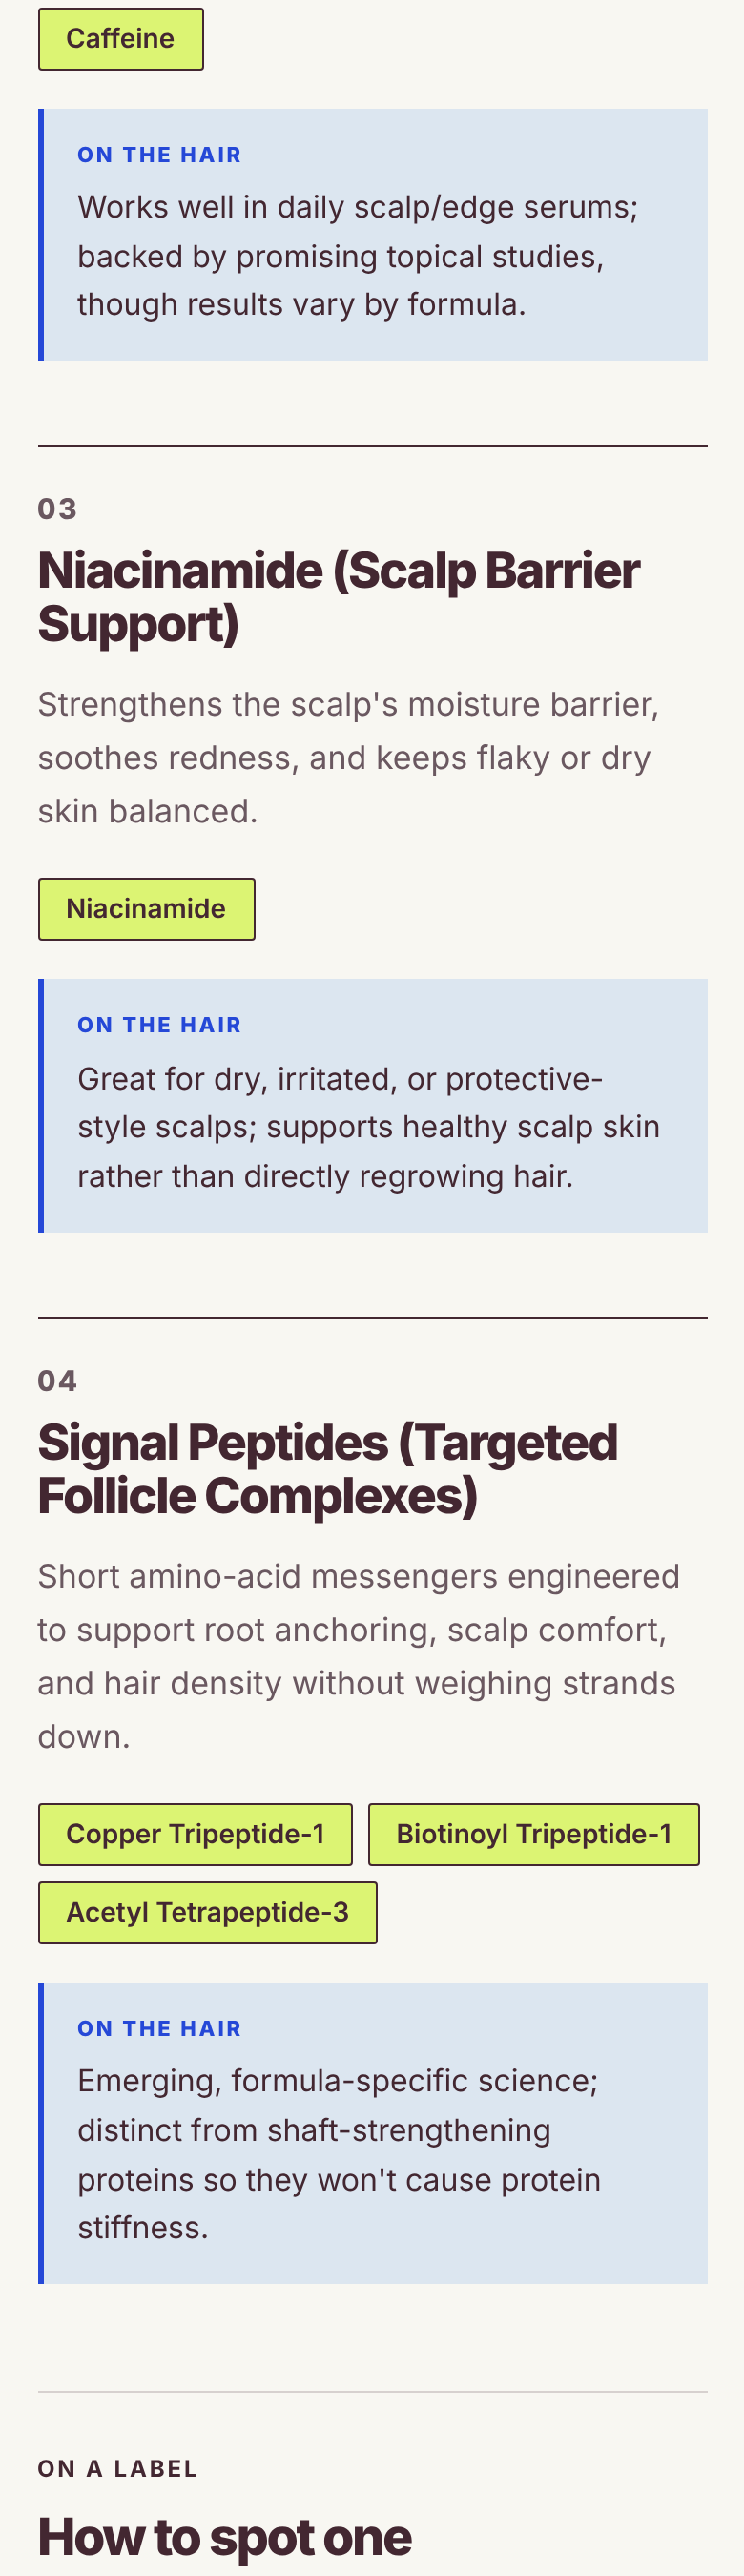 Caffeine
ON THE HAIR
Works well in daily scalp/edge serums;
backed by promising topical studies,
though results vary by formula.
03
Niacinamide (Scalp Barrier
Support)
Strengthens the scalp's moisture barrier,
soothes redness, and keeps flaky or dry
skin balanced.
Niacinamide
ON THE HAIR
Great for dry, irritated, or protective-
style scalps; supports healthy scalp skin
rather than directly regrowing hair.
04
Signal Peptides (Targeted
Follicle Complexes)
Short amino-acid messengers engineered
to support root anchoring, scalp comfort,
and hair density without weighing strands
down.
Copper Tripeptide-1 Biotinoyl Tripeptide-1
Acetyl Tetrapeptide-3
ON THE HAIR
Emerging, formula-specific science;
distinct from shaft-strengthening
proteins so they won't cause protein
stiffness.
ON A LABEL
How to spot one